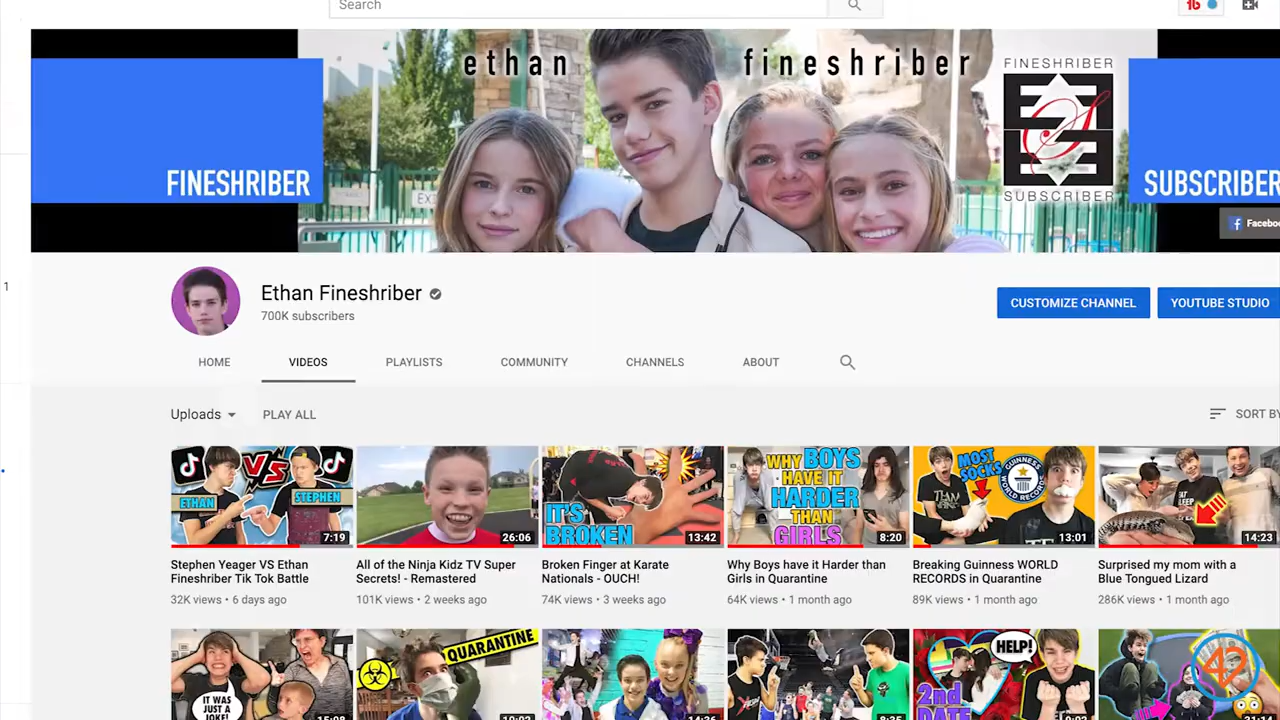 Search
ethan fineshriber
FINESHRIBER
SUBSCRIBER
FINESHRIBER
SUBSCRIBER
1
Ethan Fineshriber
700K subscribers
CUSTOMIZE CHANNEL
YOUTUBE STUDIO
HOME VIDEOS PLAYLISTS COMMUNITY CHANNELS ABOUT
Uploads PLAY ALL
ETHAN VS STEPHEN
7:19
26:06
IT'S
BROKEN
13:42
WHY BOYS
HAVE IT
HARDER
THAN
GIRLS
8:20
MOST
SOCKS
GUINNESS
WORLD
RECORDS
13:01
14:23
Stephen Yeager VS Ethan
Fineshriber Tik Tok Battle
32K views • 6 days ago
All of the Ninja Kidz TV Super
Secrets! - Remastered
101K views • 2 weeks ago
Broken Finger at Karate
Nationals - OUCH!
74K views • 3 weeks ago
Why Boys have it Harder than
Girls in Quarantine
64K views • 1 month ago
Breaking Guinness WORLD
RECORDS in Quarantine
89K views • 1 month ago
Surprised my mom with a
Blue Tongued Lizard
286K views • 1 month ago
IT WAS
JUST A
JOKE!
QUARANTINE
HELP!
2nd
DATE